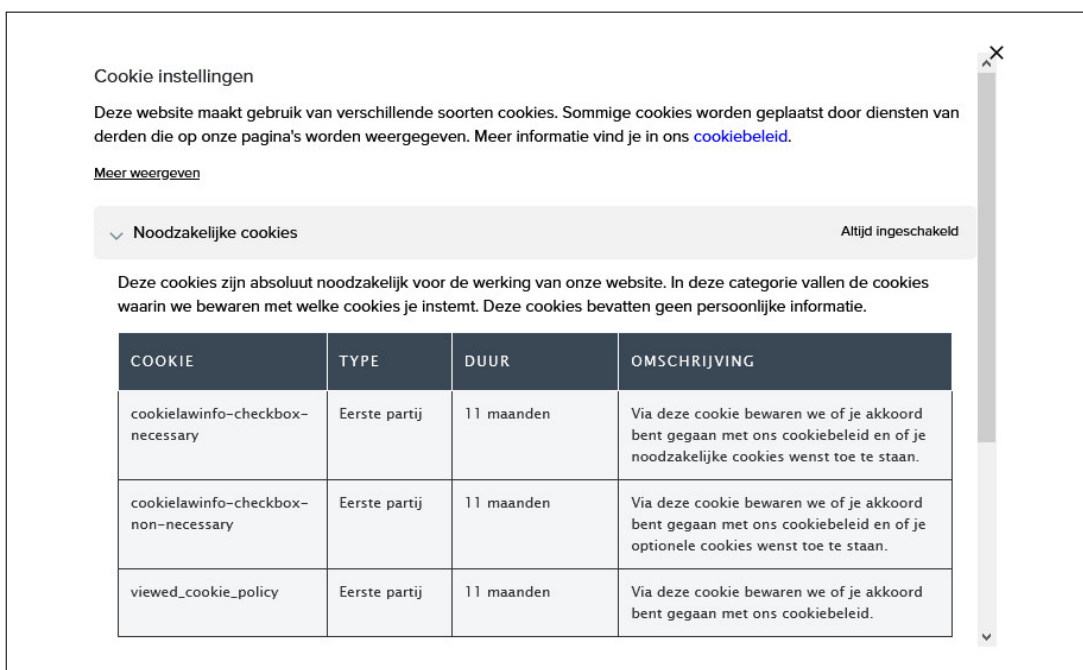 Cookie instellingen
Deze website maakt gebruik van verschillende soorten cookies. Sommige cookies worden geplaatst door diensten van
derden die op onze pagina's worden weergegeven. Meer informatie vind je in ons cookiebeleid.
Meer weergeven
Noodzakelijke cookies Altijd ingeschakeld
Deze cookies zijn absoluut noodzakelijk voor de werking van onze website. In deze categorie vallen de cookies
waarin we bewaren met welke cookies je instemt. Deze cookies bevatten geen persoonlijke informatie.
COOKIE TYPE DUUR OMSCHRIJVING
cookielawinfo-checkbox- Eerste partij 11 maanden Via deze cookie bewaren we of je akkoord
necessary bent gegaan met ons cookiebeleid en of je
noodzakelijke cookies wenst toe te staan.
cookielawinfo-checkbox- Eerste partij 11 maanden Via deze cookie bewaren we of je akkoord
non-necessary bent gegaan met ons cookiebeleid en of je
optionele cookies wenst toe te staan.
viewed_cookie_policy Eerste partij 11 maanden Via deze cookie bewaren we of je akkoord
bent gegaan met ons cookiebeleid.